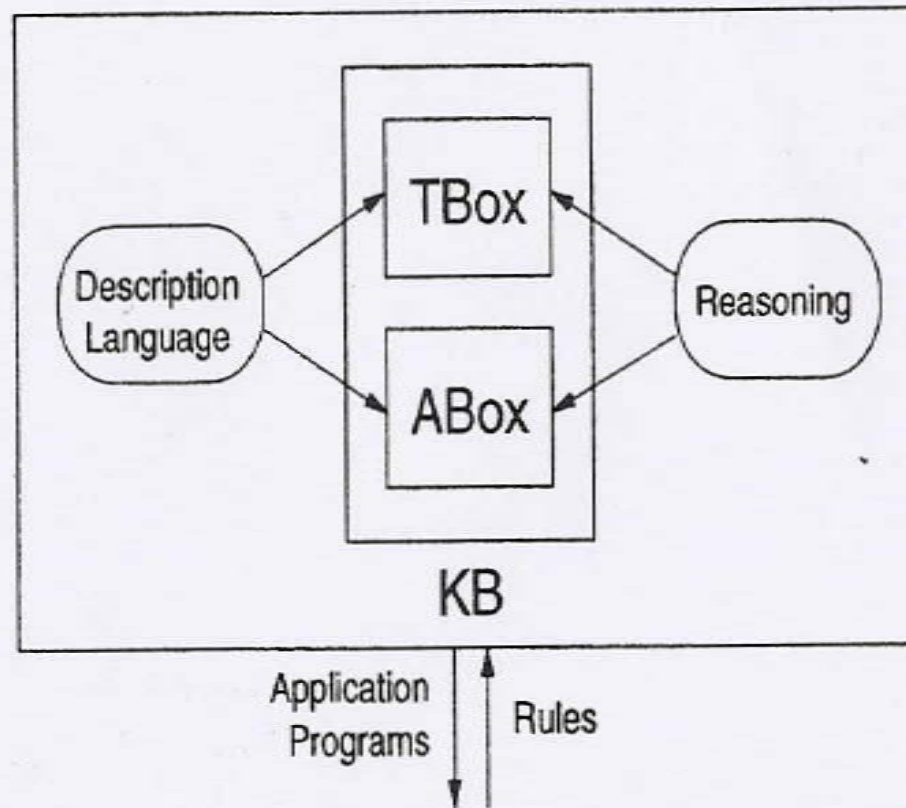 TBox
Description
Language
Reasoning
ABox
KB
Application
Programs
Rules